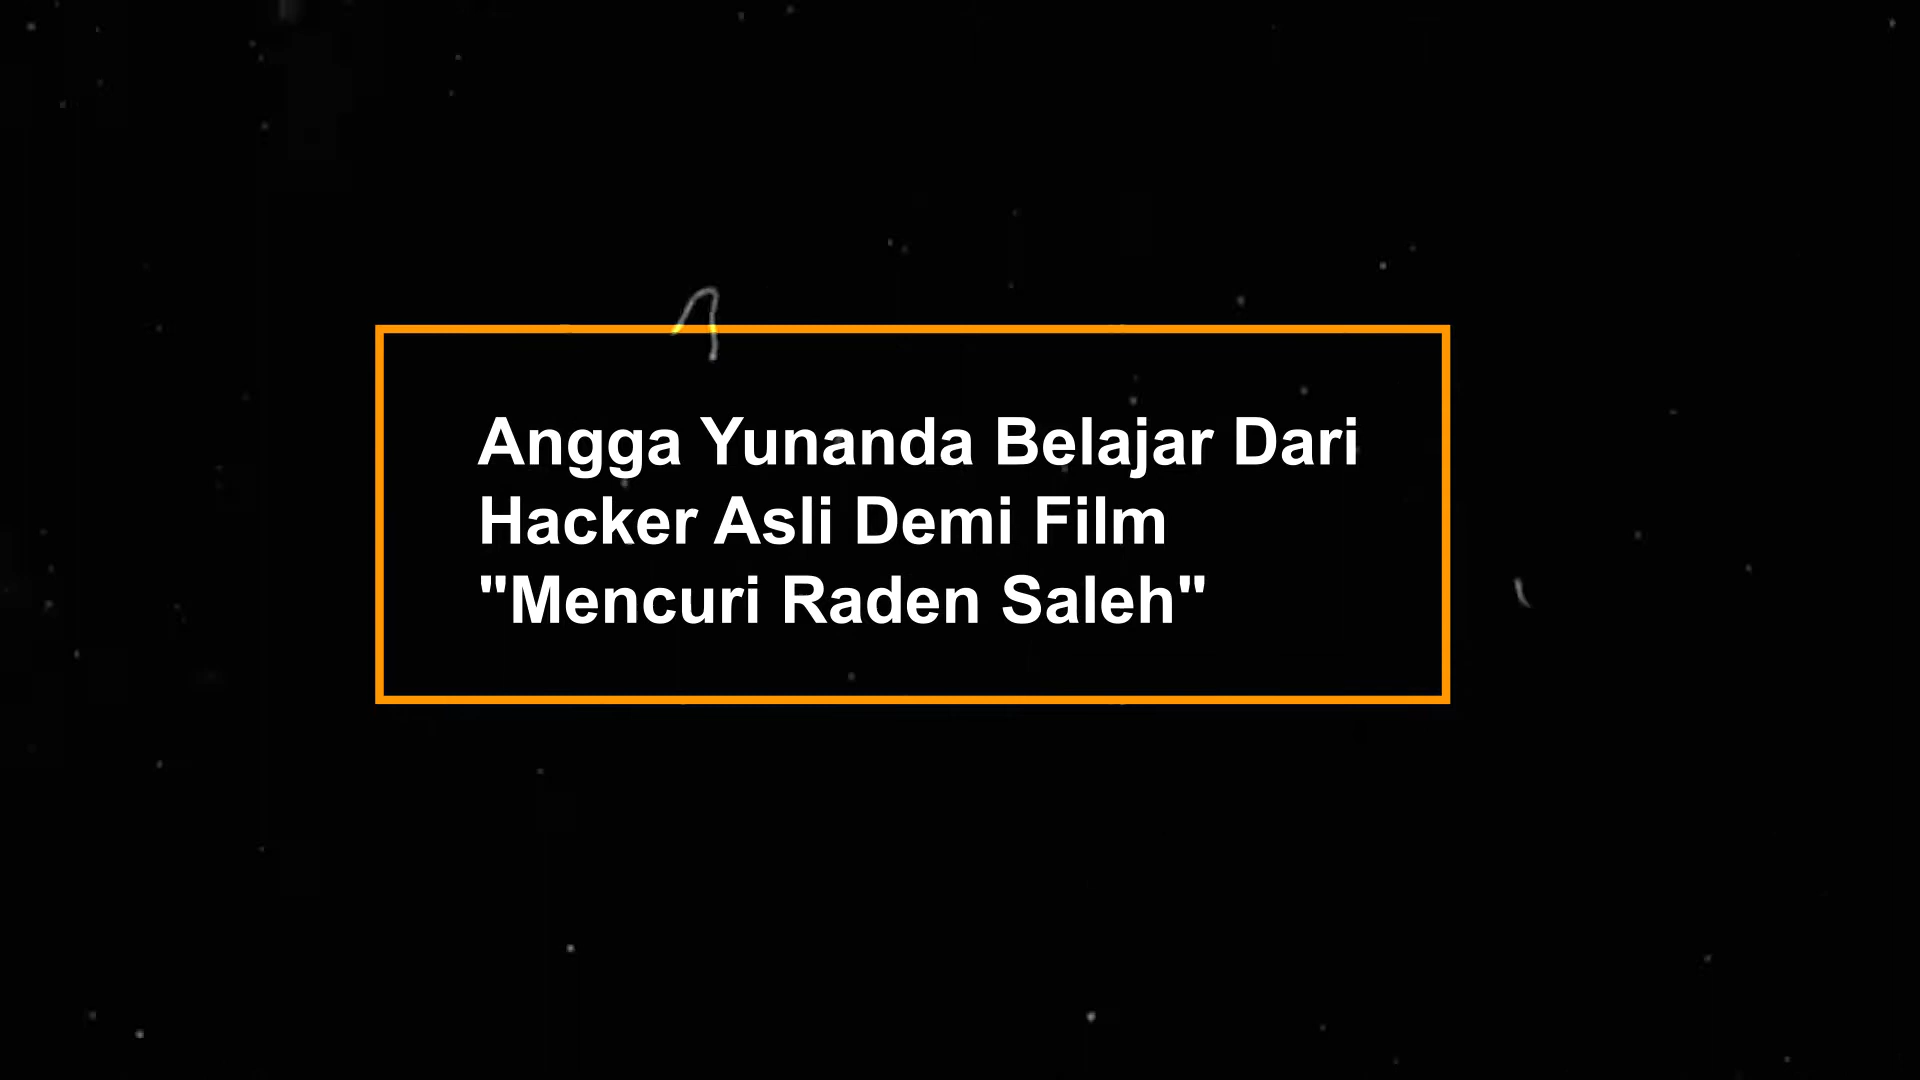 Angga Yunanda Belajar Dari
Hacker Asli Demi Film
"Mencuri Raden Saleh"